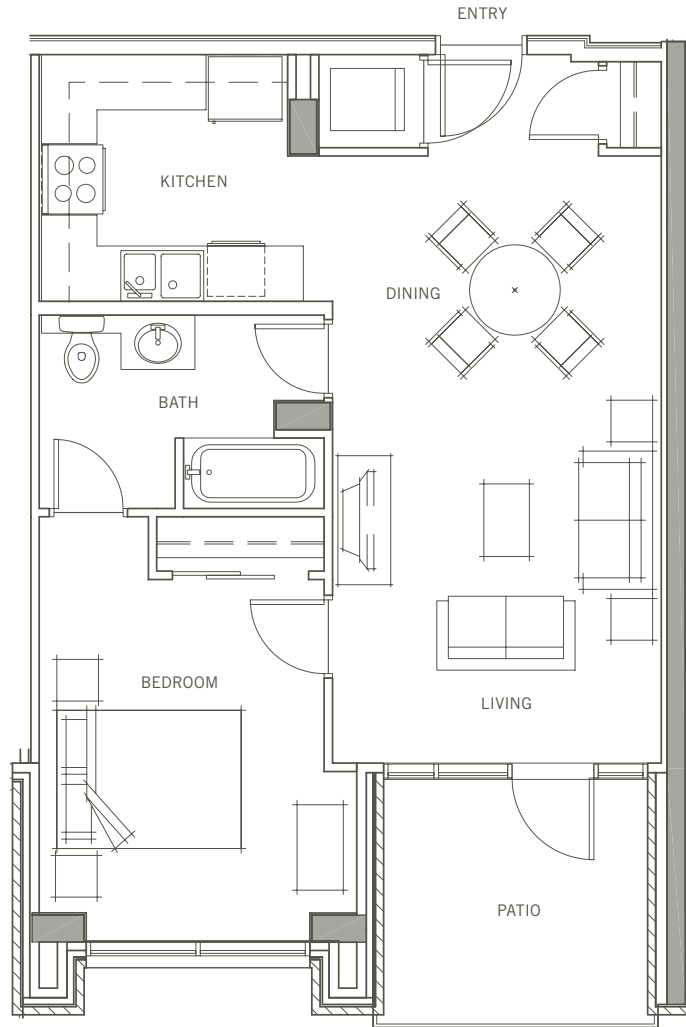 ENTRY
KITCHEN
DINING
BATH
BEDROOM
LIVING
PATIO